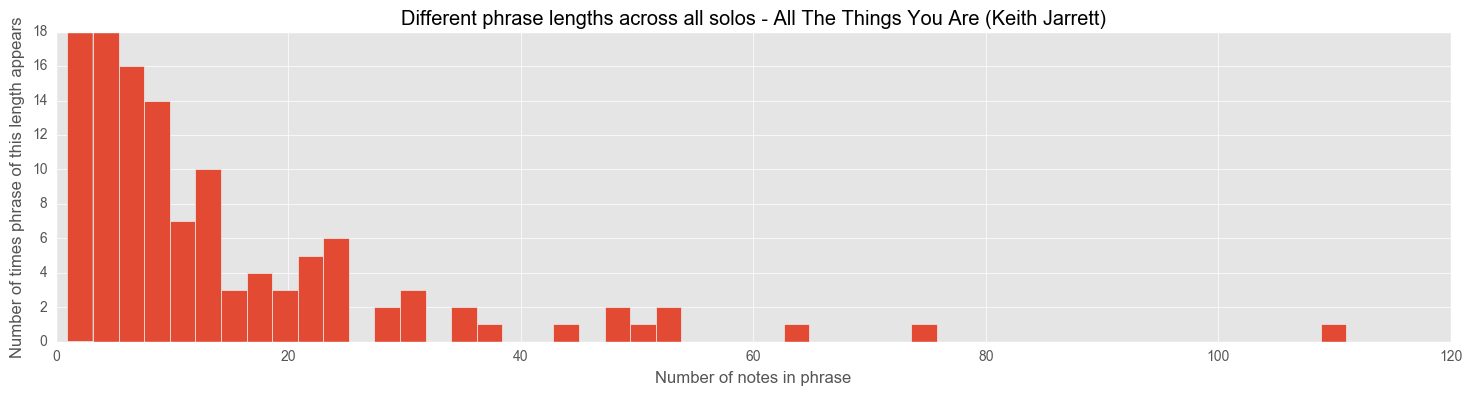 Different phrase lengths across all solos - All The Things You Are (Keith Jarrett)
Number of times phrase of this length appears
18
16
14
12
10
8
6
4
2
0
0 20 40 60 80 100 120
Number of notes in phrase